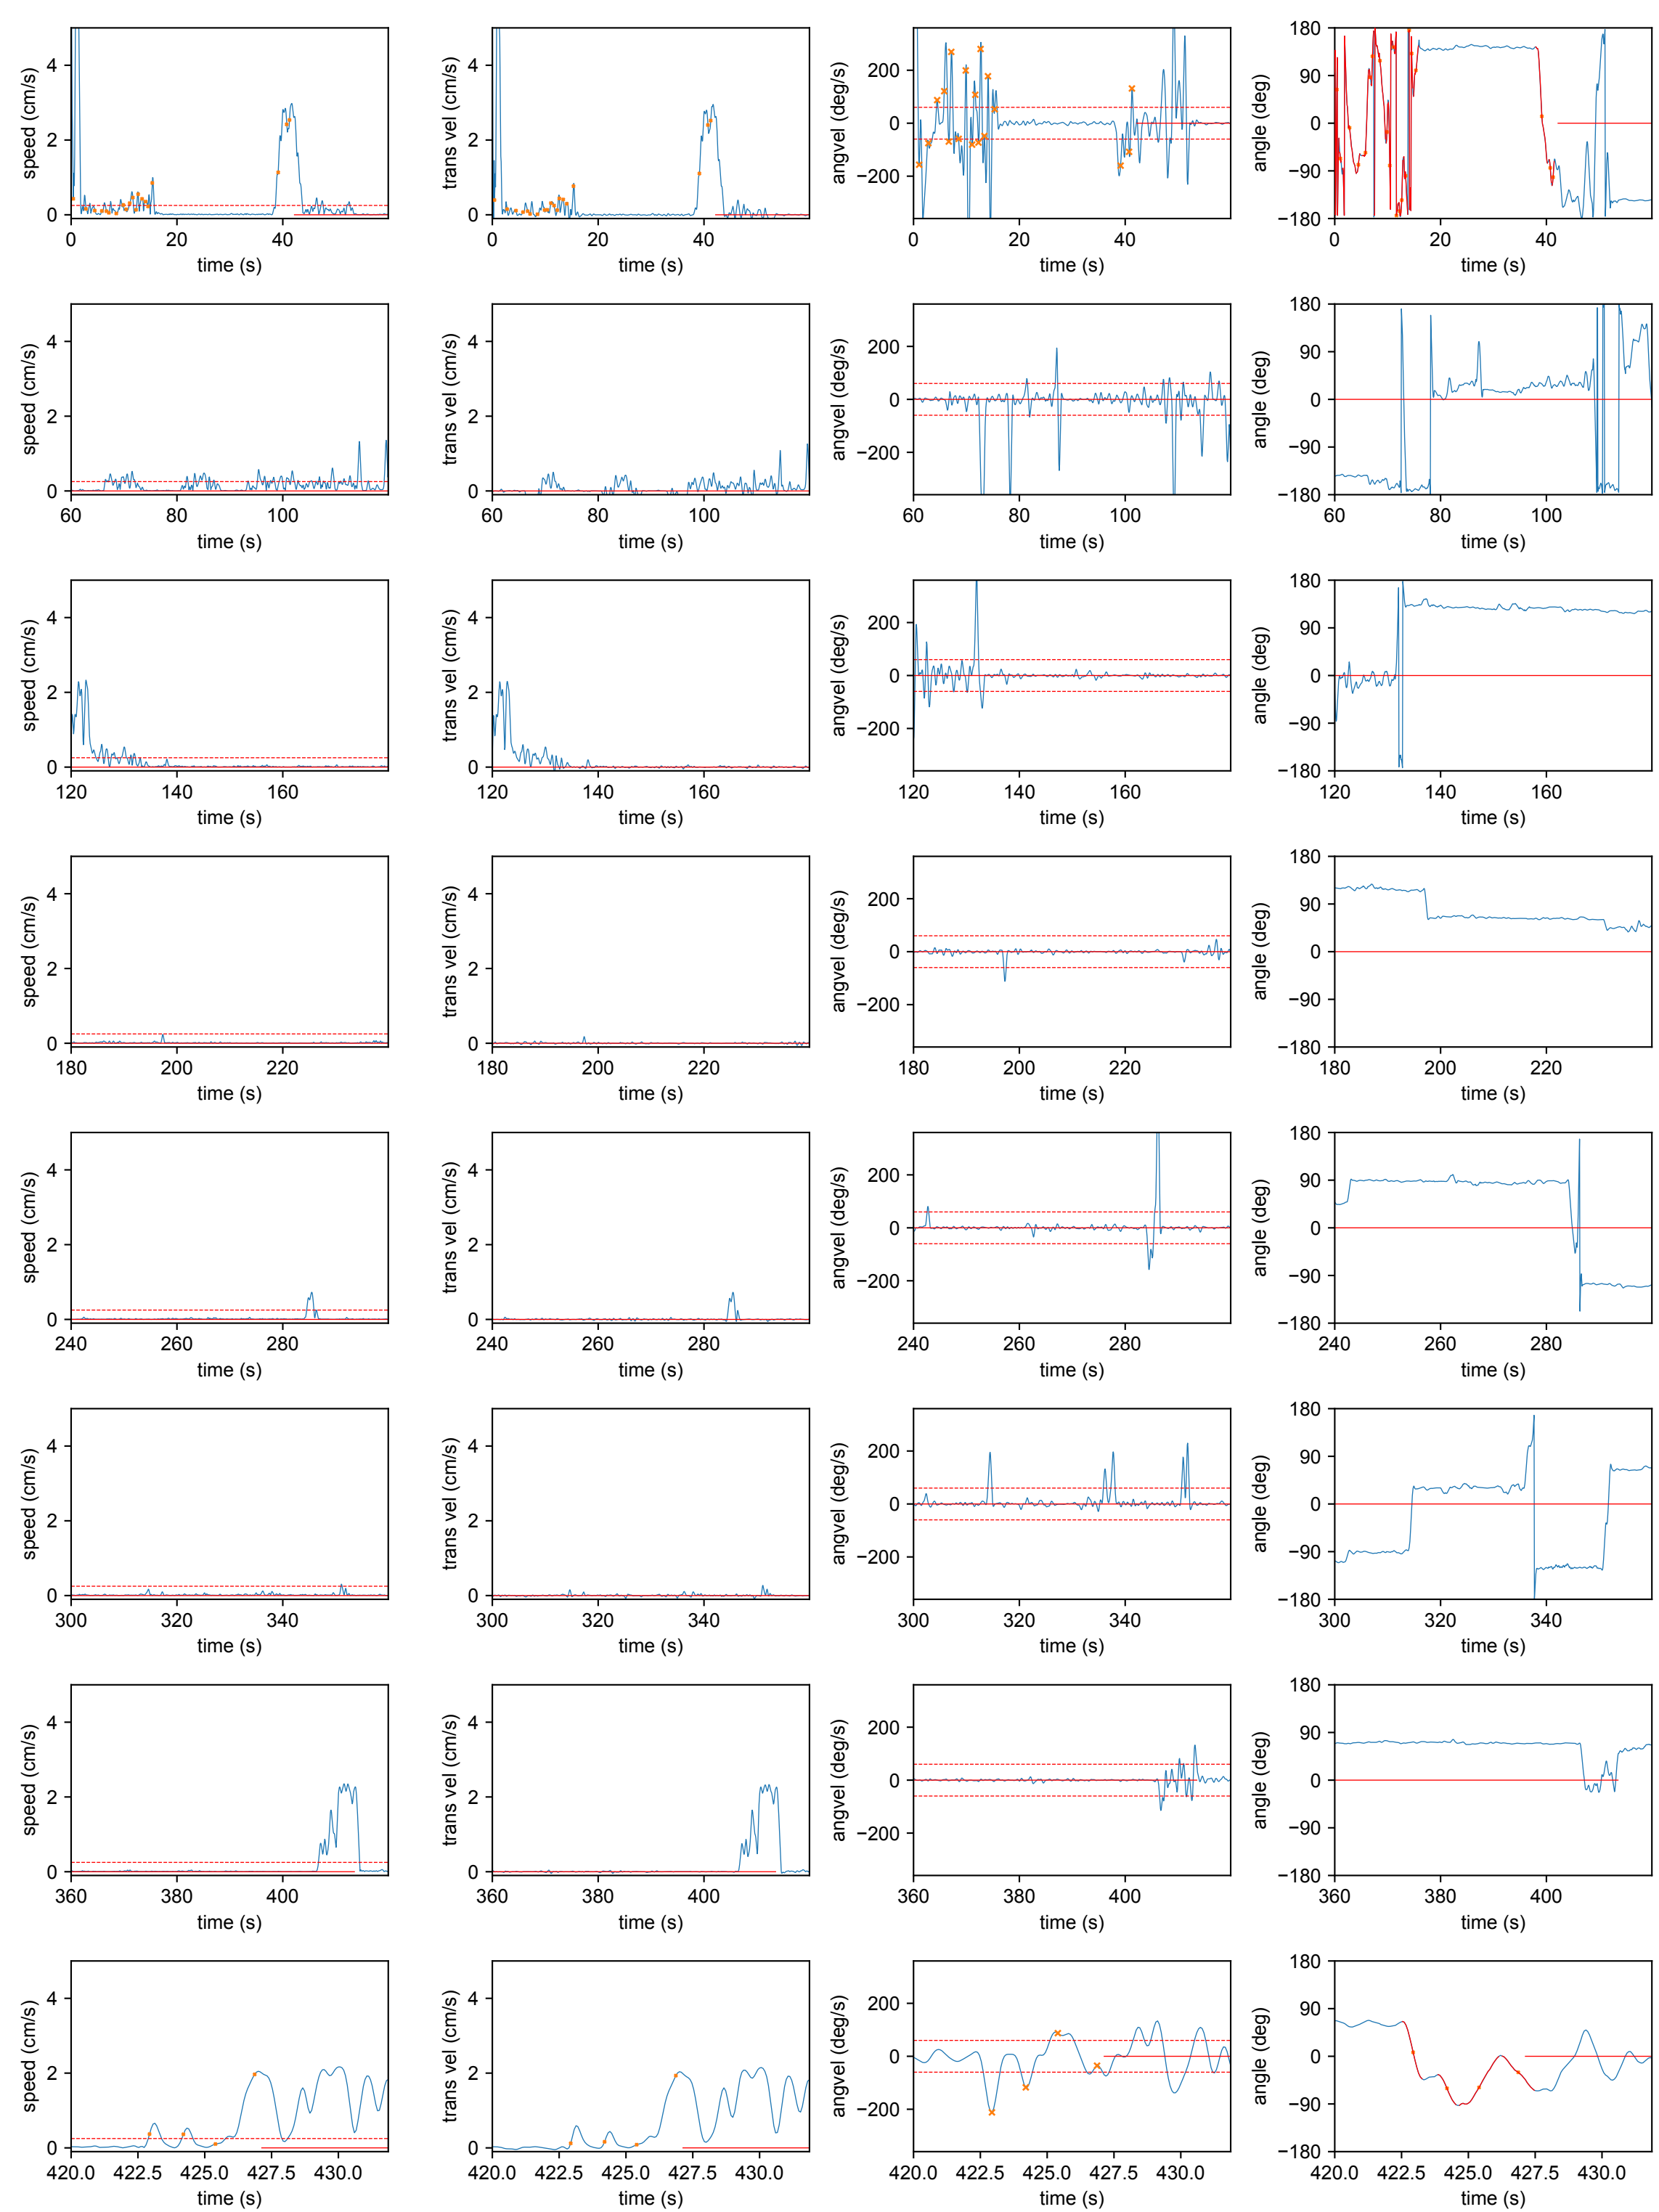 speed (cm/s) trans vel (cm/s) angvel (deg/s) angle (deg)
4 4 200 180
2 2 0 90
0 0 −200 0
−90
−180
0 20 40 0 20 40 0 20 40 0 20 40
time (s) time (s) time (s) time (s)
speed (cm/s) trans vel (cm/s) angvel (deg/s) angle (deg)
4 4 200 180
2 2 0 90
0 0 −200 0
−90
−180
60 80 100 60 80 100 60 80 100 60 80 100
time (s) time (s) time (s) time (s)
speed (cm/s) trans vel (cm/s) angvel (deg/s) angle (deg)
4 4 200 180
2 2 0 90
0 0 −200 0
−90
−180
120 140 160 120 140 160 120 140 160 120 140 160
time (s) time (s) time (s) time (s)
speed (cm/s) trans vel (cm/s) angvel (deg/s) angle (deg)
4 4 200 180
2 2 0 90
0 0 −200 0
−90
−180
180 200 220 180 200 220 180 200 220 180 200 220
time (s) time (s) time (s) time (s)
speed (cm/s) trans vel (cm/s) angvel (deg/s) angle (deg)
4 4 200 180
2 2 0 90
0 0 −200 0
−90
−180
240 260 280 240 260 280 240 260 280 240 260 280
time (s) time (s) time (s) time (s)
speed (cm/s) trans vel (cm/s) angvel (deg/s) angle (deg)
4 4 200 180
2 2 0 90
0 0 −200 0
−90
−180
300 320 340 300 320 340 300 320 340 300 320 340
time (s) time (s) time (s) time (s)
speed (cm/s) trans vel (cm/s) angvel (deg/s) angle (deg)
4 4 200 180
2 2 0 90
0 0 −200 0
−90
−180
360 380 400 360 380 400 360 380 400 360 380 400
time (s) time (s) time (s) time (s)
speed (cm/s) trans vel (cm/s) angvel (deg/s) angle (deg)
4 4 200 180
2 2 0 90
0 0 −200 0
−90
−180
420.0 422.5 425.0 427.5 430.0 420.0 422.5 425.0 427.5 430.0 420.0 422.5 425.0 427.5 430.0 420.0 422.5 425.0 427.5 430.0
time (s) time (s) time (s) time (s)